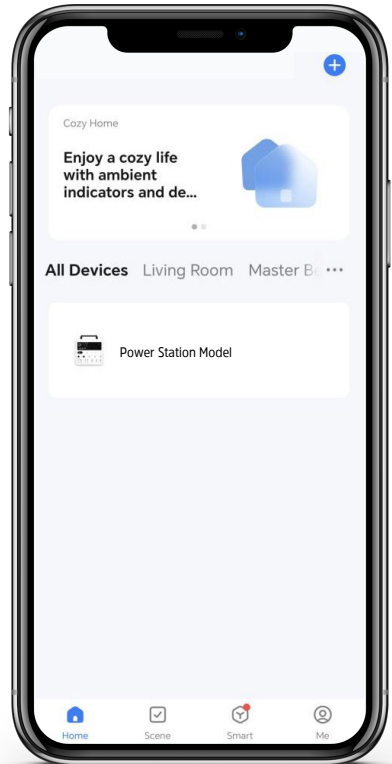 Cozy Home
Enjoy a cozy life
with ambient
indicators and de...
All Devices Living Room Master B
Power Station Model
Home Scene Smart Me